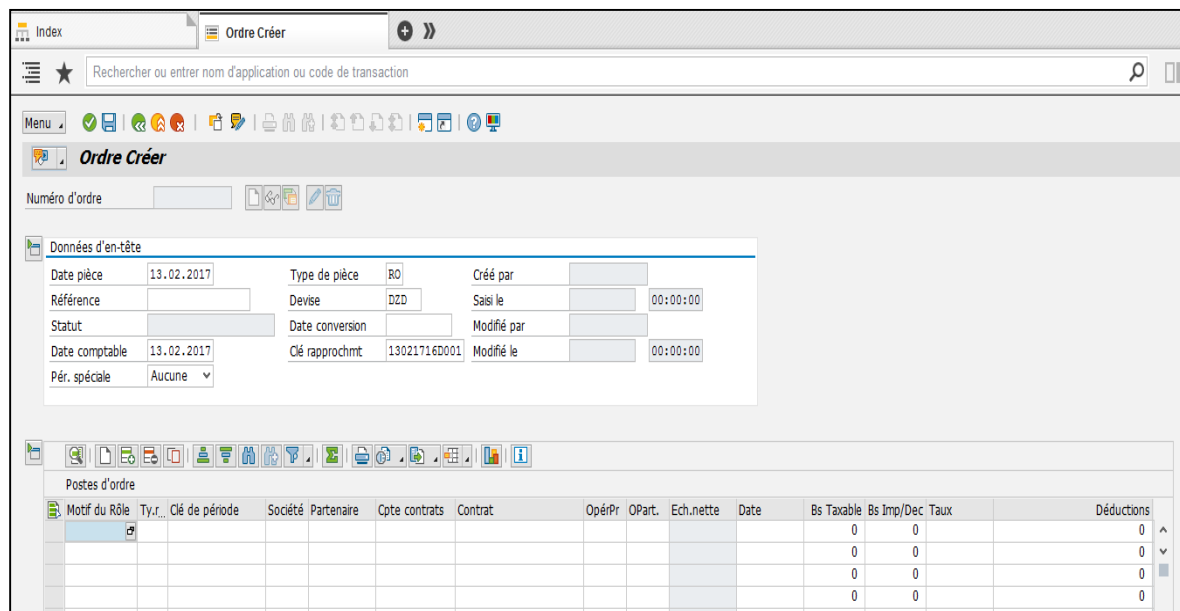 Index
Ordre Créer
Rechercher ou entrer nom d'application ou code de transaction
Menu
Ordre Créer
Numéro d'ordre
Données d'en-tête
Date pièce 13.02.2017 Type de pièce RO Créé par
Référence Devise DZD Saisi le 00:00:00
Statut Date conversion Modifié par
Date comptable 13.02.2017 Clé rapprochmt 13021716D001 Modifié le 00:00:00
Pér. spéciale Aucune
Postes d'ordre
Motif du Rôle Ty.r... Clé de période Société Partenaire Cpte contrats Contrat OpérPr OPart. Ech.nette Date Bs Taxable Bs Imp/Dec Taux Déductions
0 0 0
0 0 0
0 0 0
0 0 0